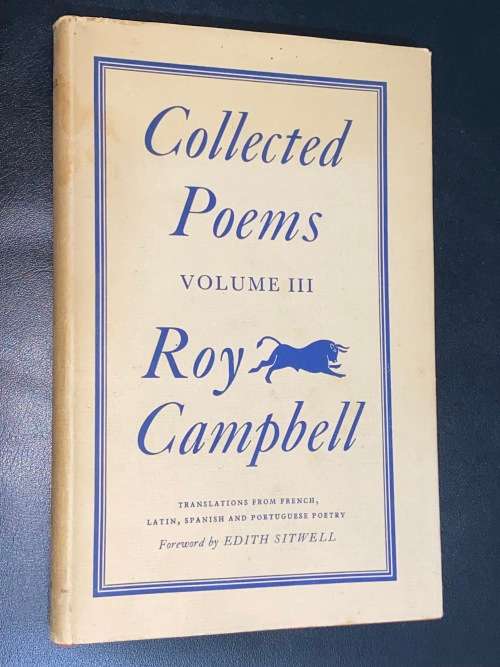 Collected
Poems
VOLUME III
Roy
Campbell
TRANSLATIONS FROM FRENCH,
LATIN, SPANISH AND PORTUGUESE POETRY
Foreword by EDITH SITWELL